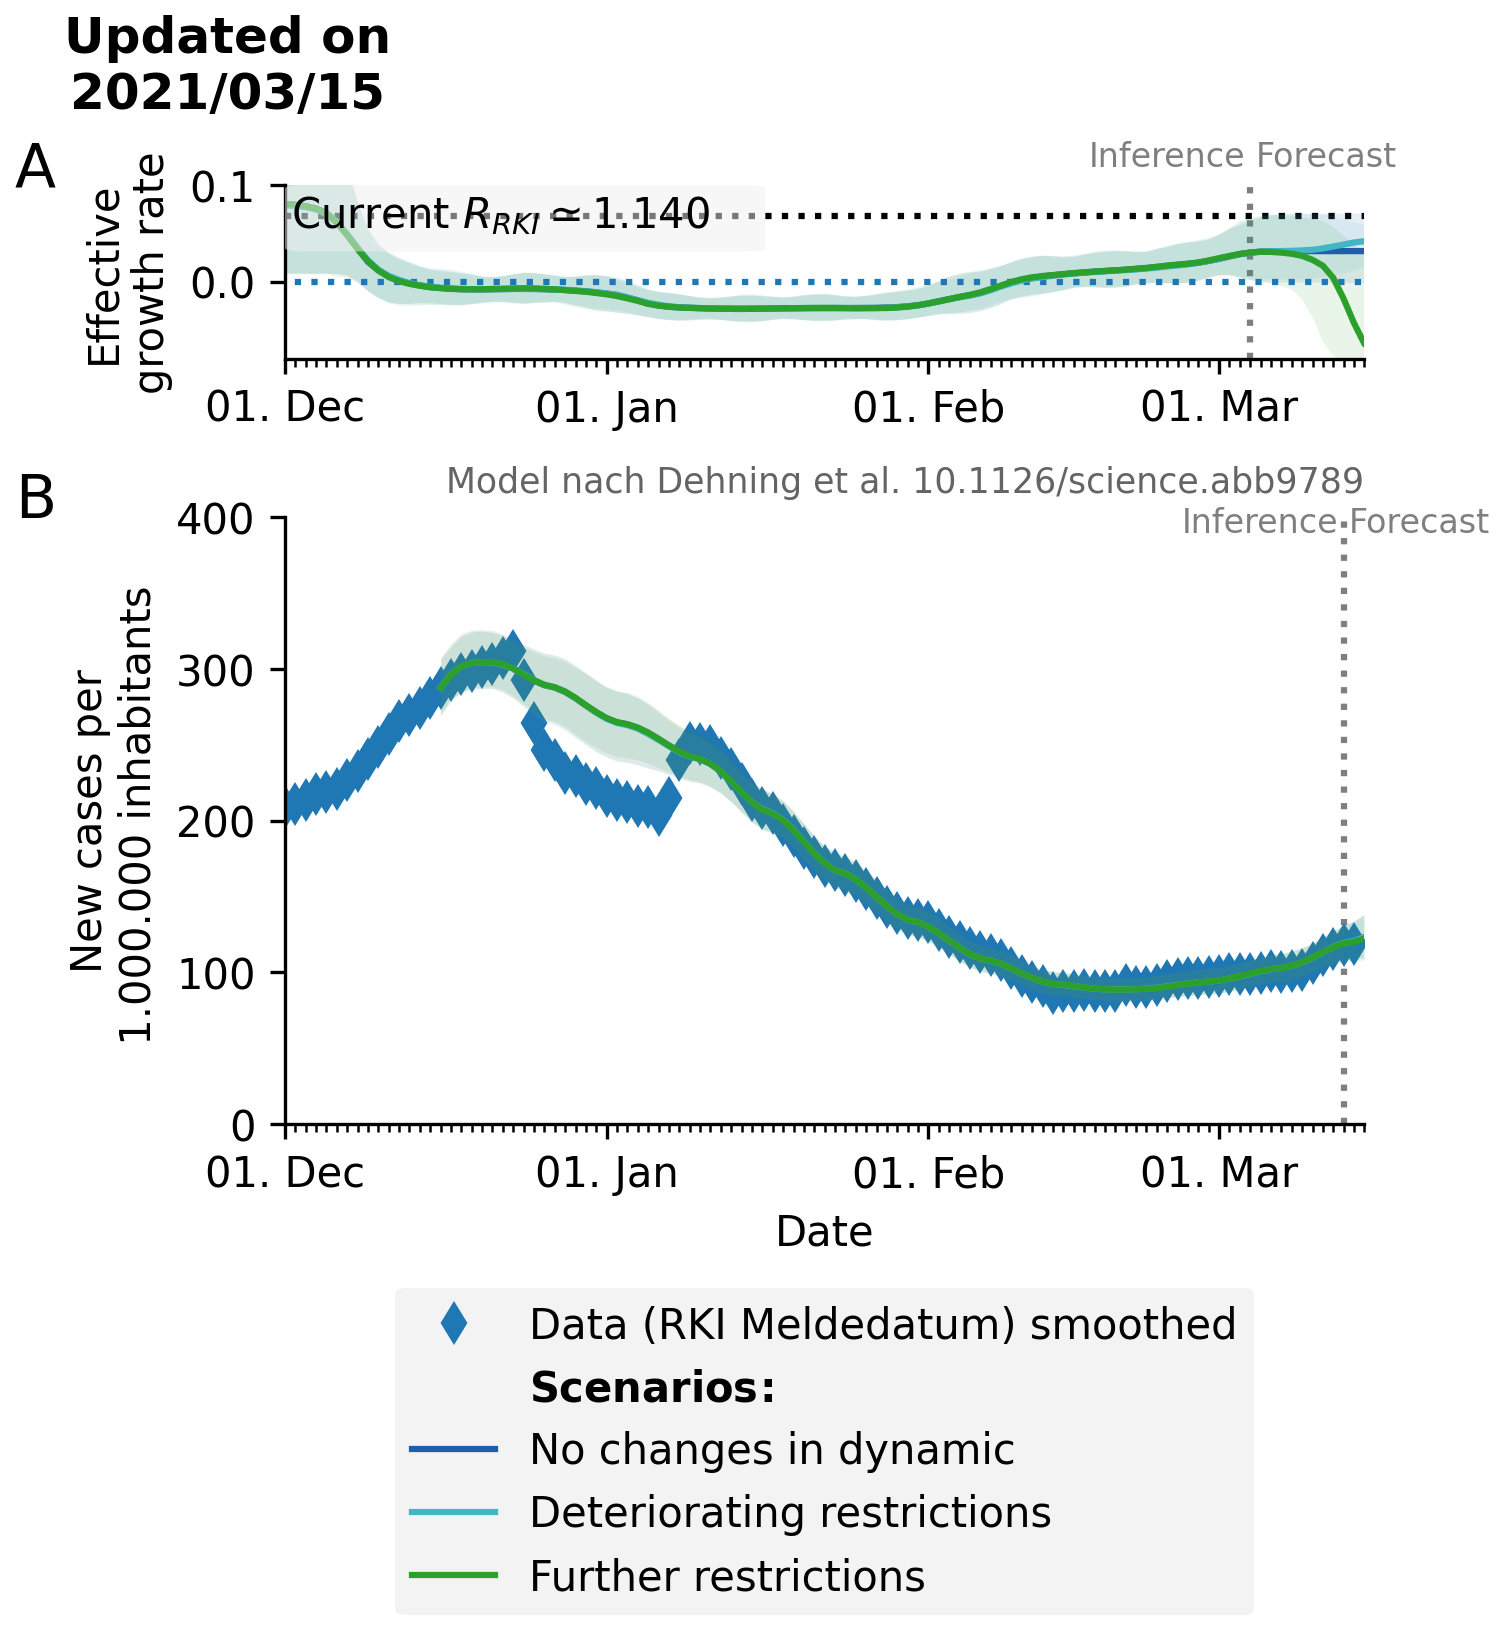 Updated on
2021/03/15
A
Inference Forecast
Effective
growth rate
0.1
0.0
Current R_RKI ≃ 1.140
01. Dec 01. Jan 01. Feb 01. Mar
B
Model nach Dehning et al. 10.1126/science.abb9789
Inference Forecast
New cases per
1.000.000 inhabitants
400
300
200
100
0
01. Dec 01. Jan 01. Feb 01. Mar
Date
Data (RKI Meldedatum) smoothed
Scenarios:
No changes in dynamic
Deteriorating restrictions
Further restrictions